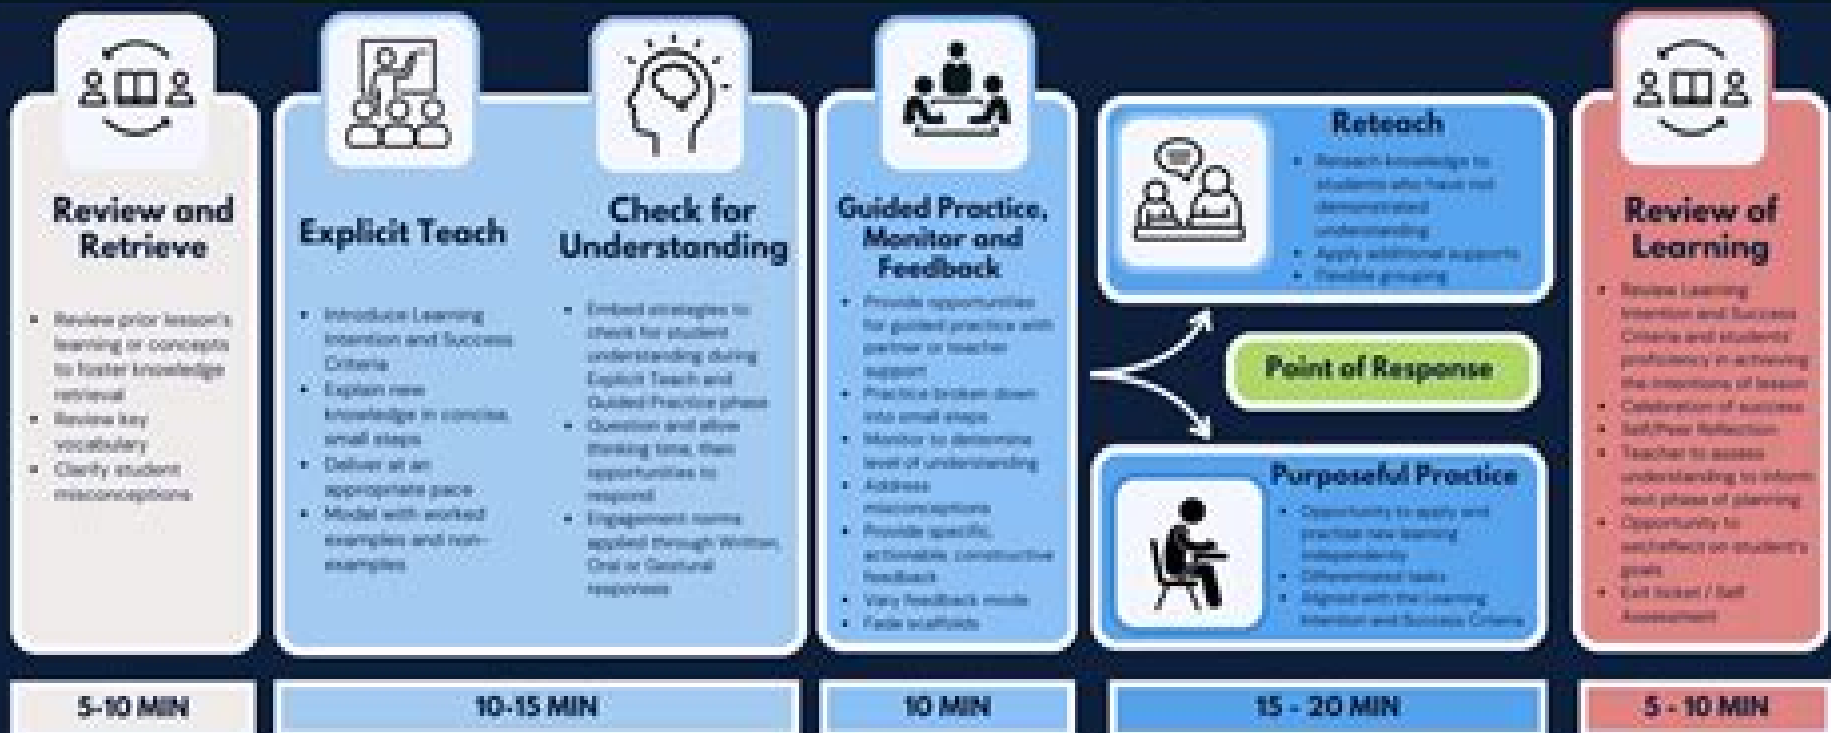 Review and
Retrieve
• Review prior lesson's
learning or concepts
to foster knowledge
retrieval
• Review key
vocabulary
• Clarify student
misconceptions
5-10 MIN
Explicit Teach
• Introduce Learning
Intention and Success
Criteria
• Explain new
knowledge in concise,
small steps
• Deliver at an
appropriate pace
• Model with worked
examples and non-
examples
Check for
Understanding
• Embed strategies to
check for student
understanding during
Explicit Teach and
Guided Practice phase
• Question and allow
thinking time, then
opportunities to
respond
• Engagement norms
applied through Written,
Oral or Gestural
responses
10-15 MIN
Guided Practice,
Monitor and
Feedback
• Provide opportunities
for guided practice with
partner or teacher
support
• Practice broken down
into small steps
• Monitor to determine
level of understanding
• Address
misconceptions
• Provide specific,
actionable, constructive
feedback
• Vary feedback mode
• Fade scaffolds
10 MIN
Reteach
• Reteach knowledge to
students who have not
demonstrated
understanding
• Apply additional supports
• Flexible grouping
Point of Response
Purposeful Practice
• Opportunity to apply and
practise new learning
independently
• Differentiated tasks
• Aligned with the Learning
Intention and Success Criteria
15 - 20 MIN
Review of
Learning
• Review Learning
Intention and Success
Criteria and students'
proficiency in achieving
the intentions of lesson
• Celebration of success
• Self/Peer Reflection
• Teacher to assess
understanding to inform
next phase of planning
• Opportunity to
set/reflect on student's
goals
• Exit ticket / Self
Assessment
5 - 10 MIN